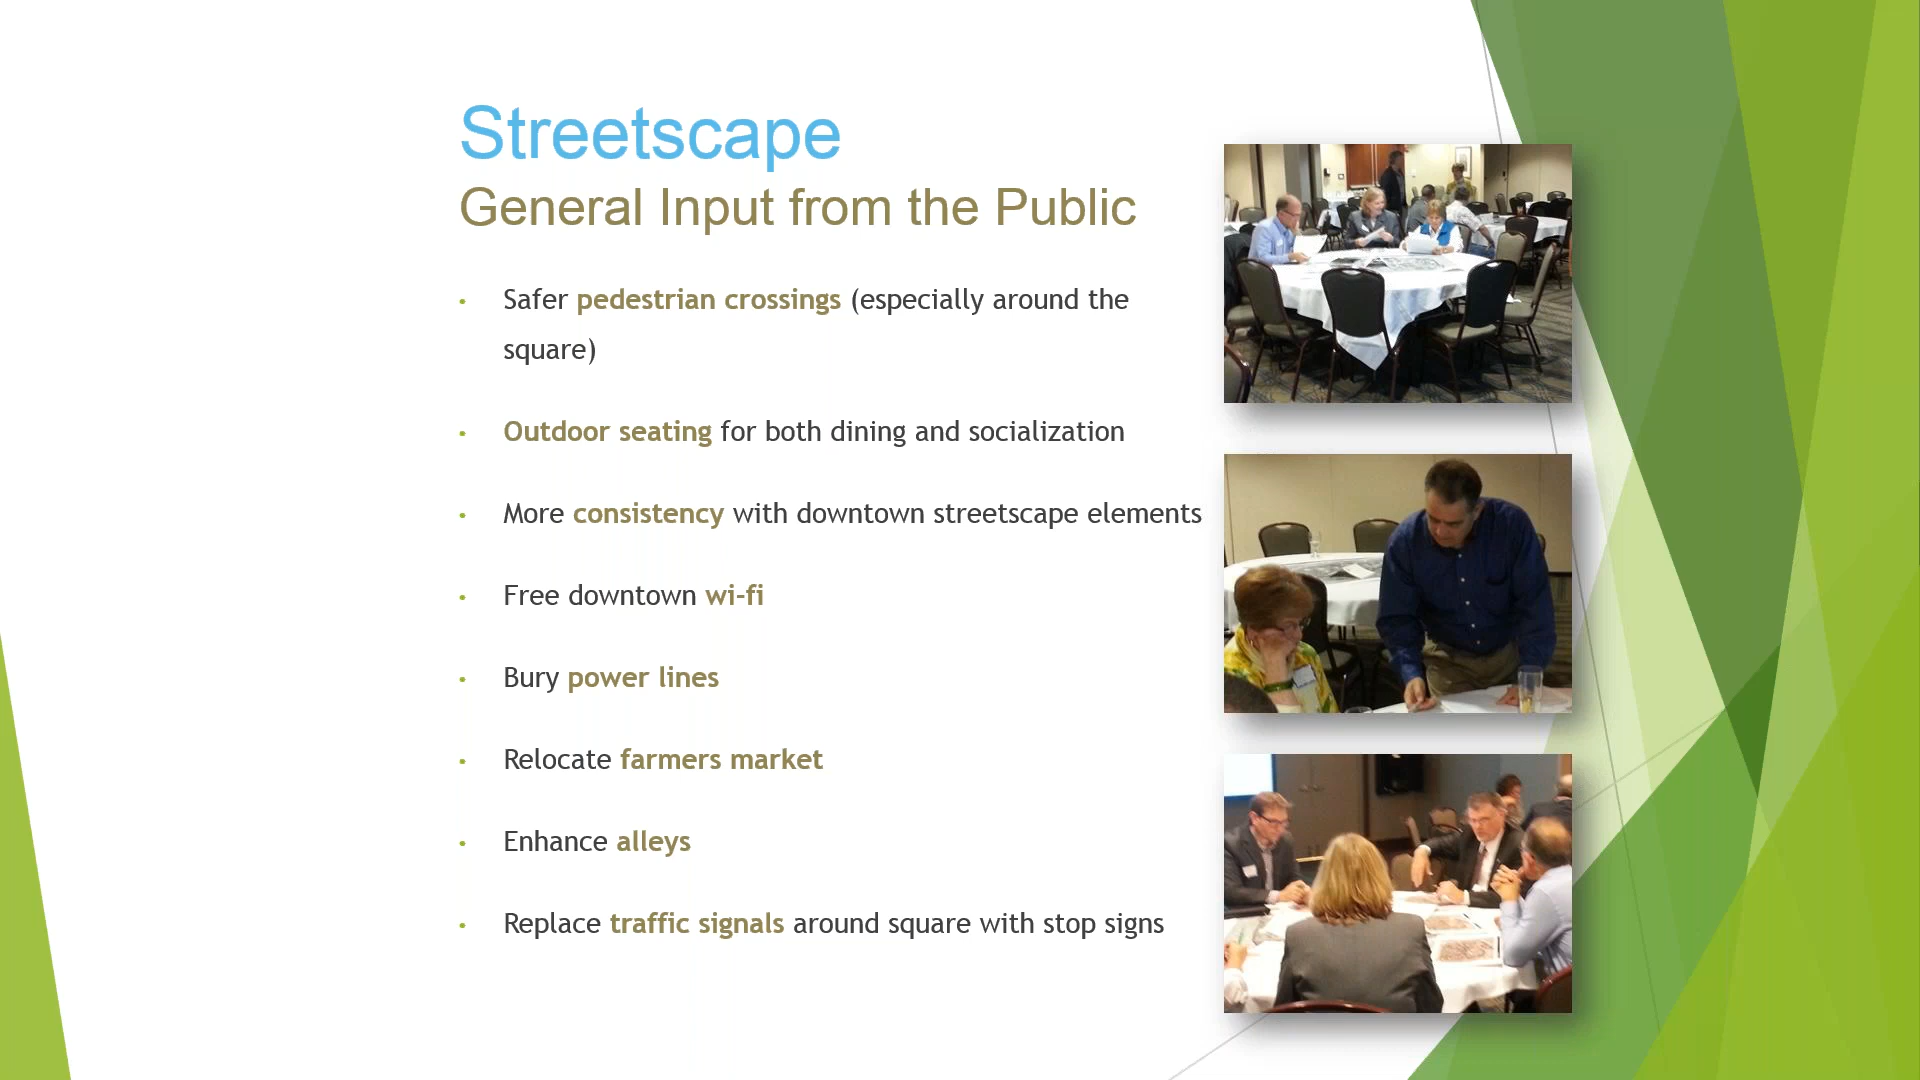 Streetscape
General Input from the Public
• Safer pedestrian crossings (especially around the
square)
• Outdoor seating for both dining and socialization
• More consistency with downtown streetscape elements
• Free downtown wi-fi
• Bury power lines
• Relocate farmers market
• Enhance alleys
• Replace traffic signals around square with stop signs